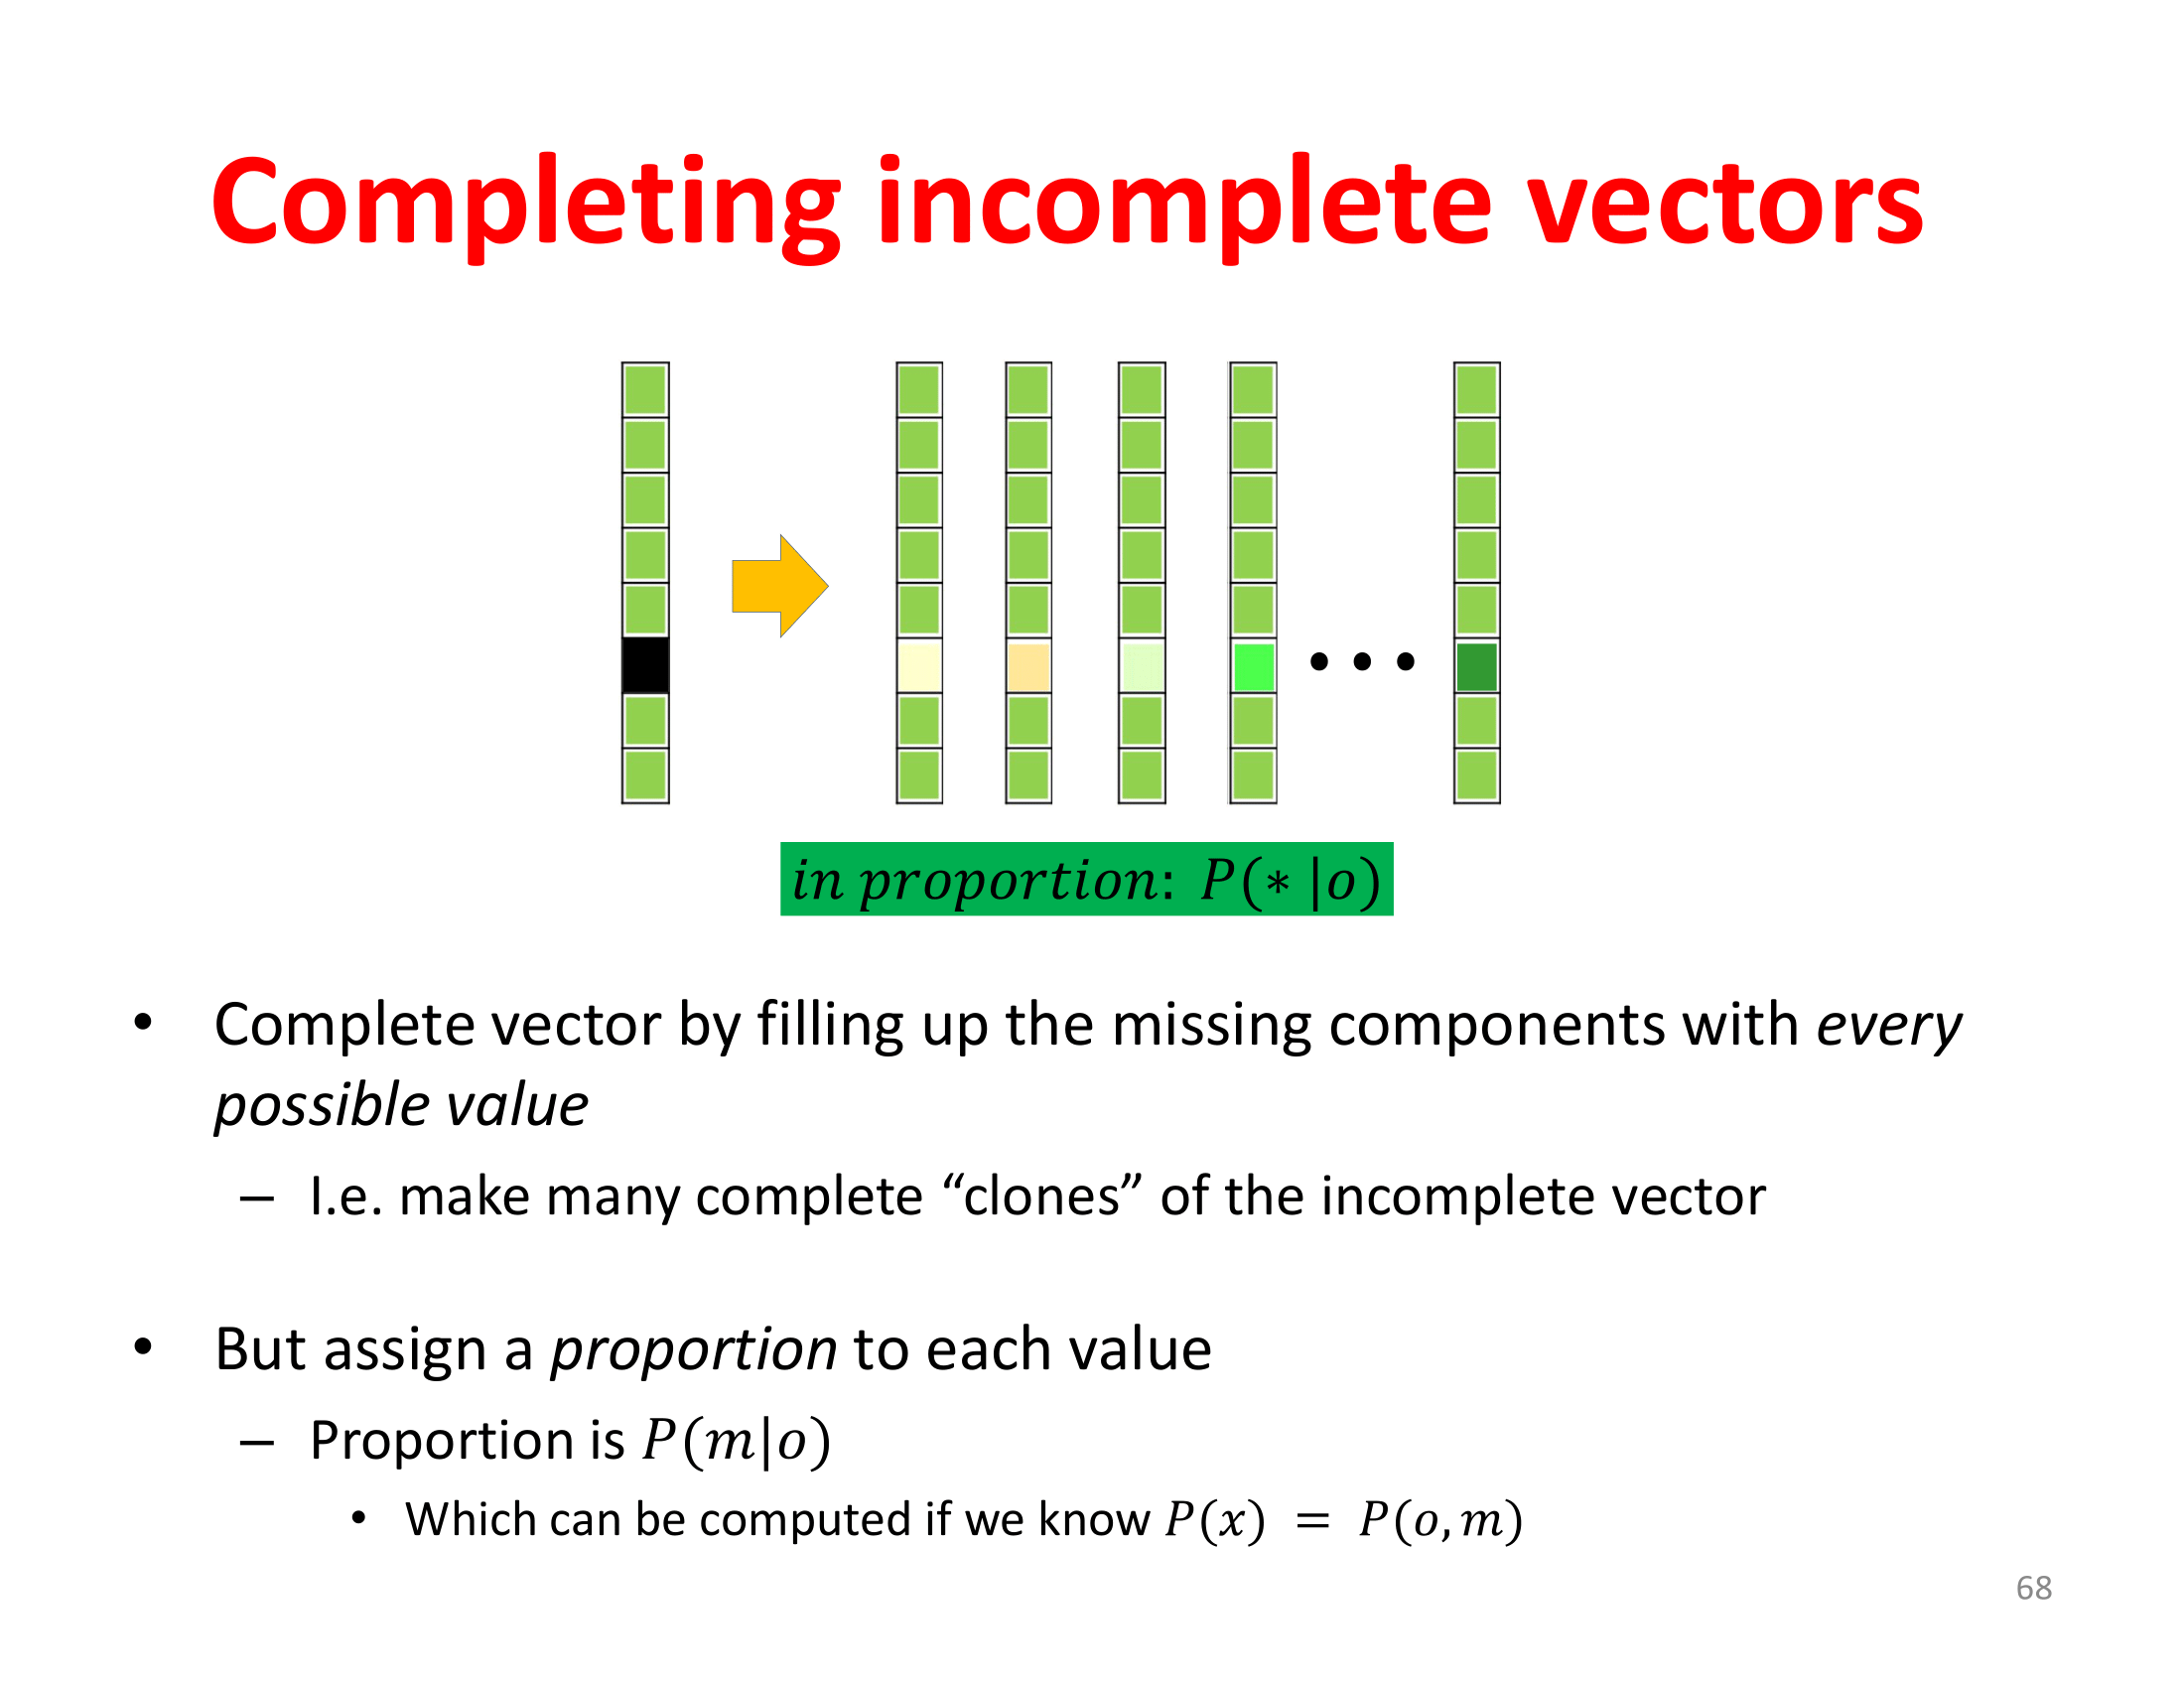 Completing incomplete vectors
in proportion: P(∗ |o)
• Complete vector by filling up the missing components with every
possible value
– I.e. make many complete “clones” of the incomplete vector
• But assign a proportion to each value
– Proportion is P(m|o)
• Which can be computed if we know P(x) = P(o,m)
68